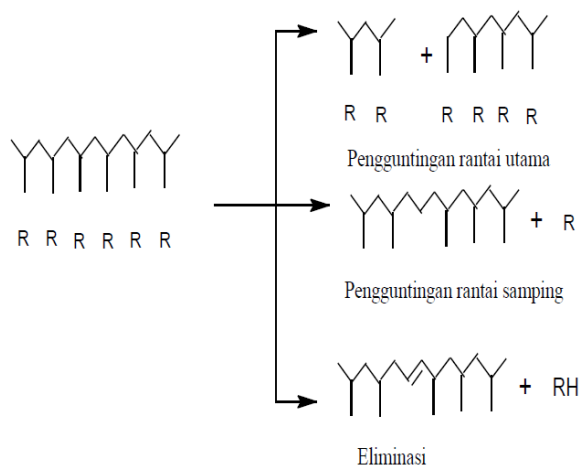 R R + R R R R
Pengguntingan rantai utama
R R R R R R
+ R
Pengguntingan rantai samping
+ RH
Eliminasi